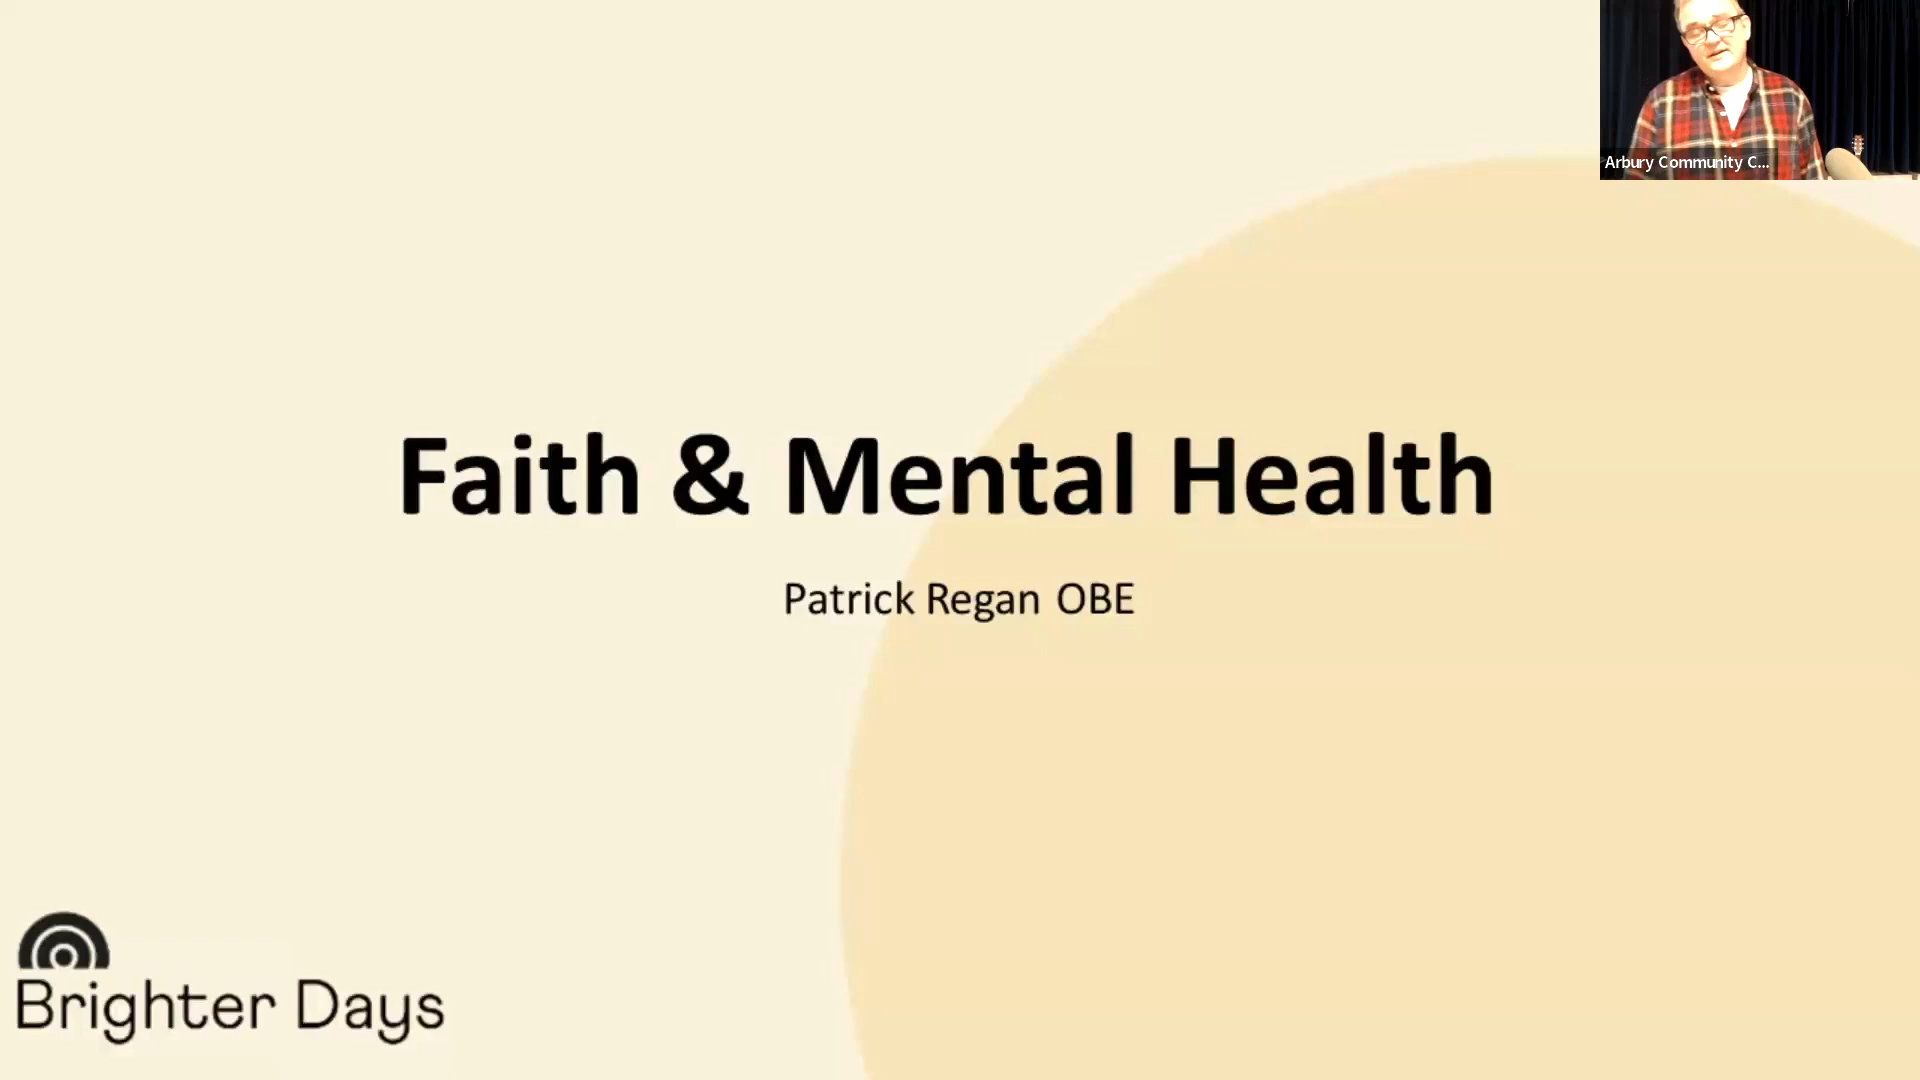 Arbury Community C...
Faith & Mental Health
Patrick Regan OBE
Brighter Days